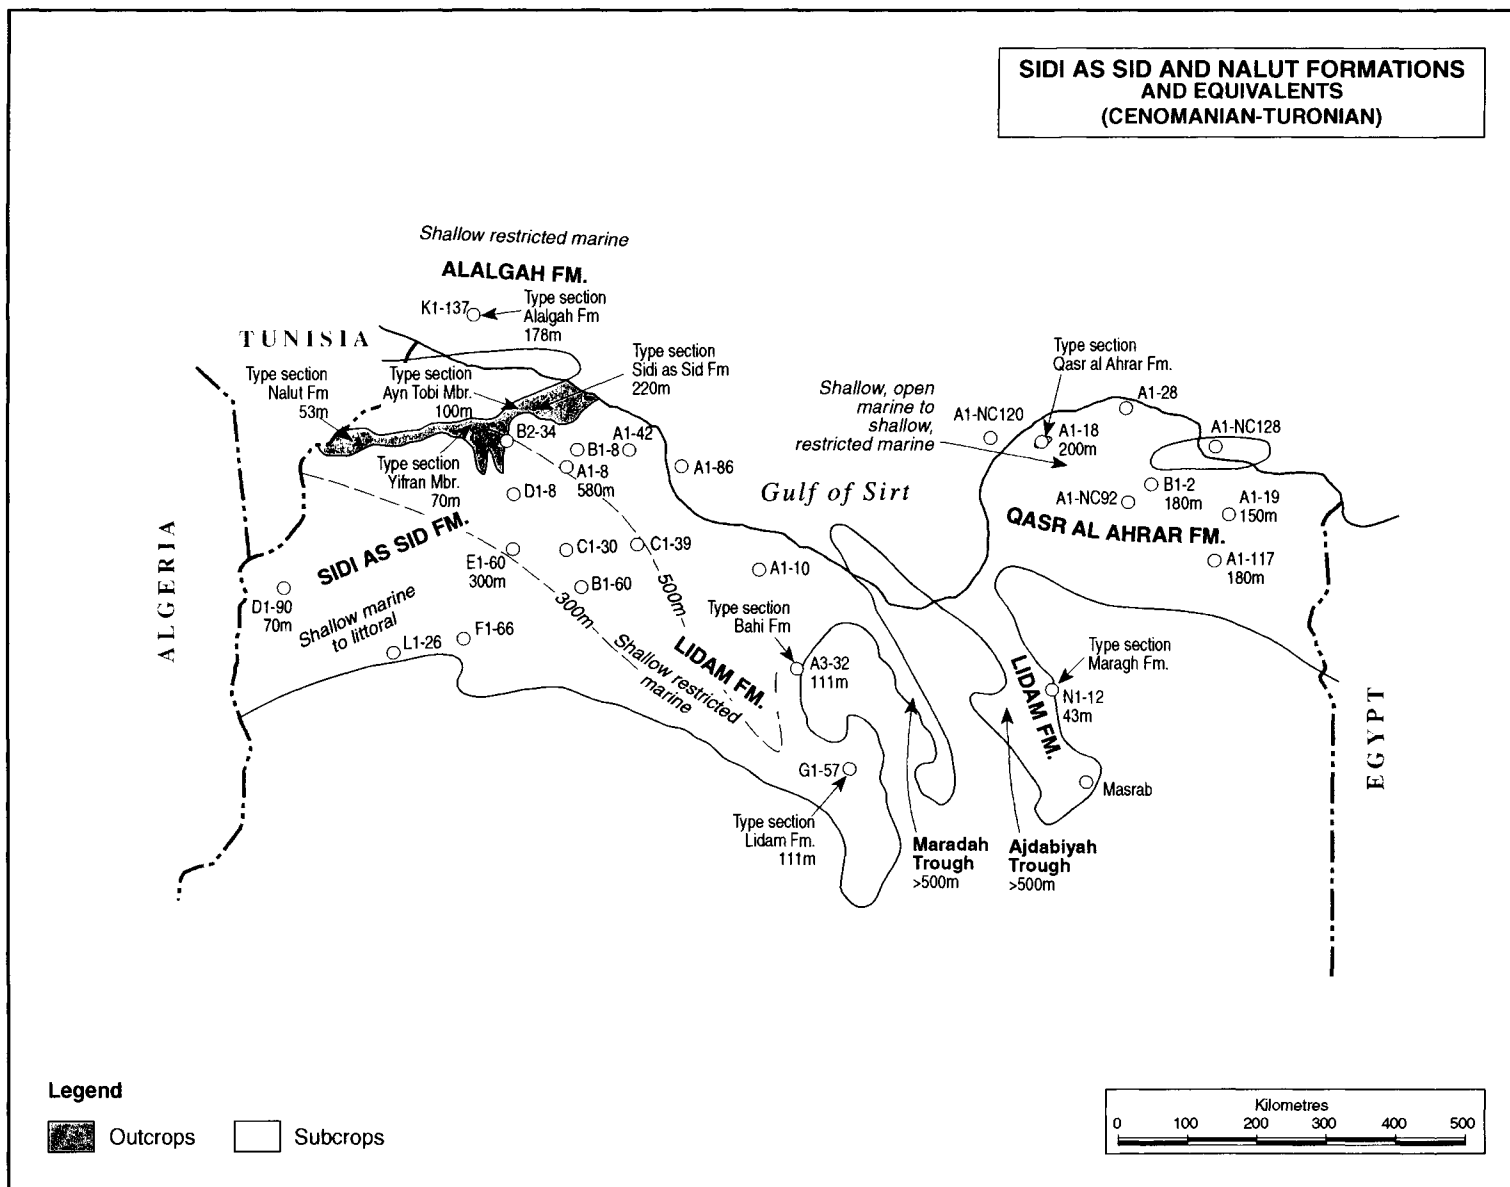 SIDI AS SID AND NALUT FORMATIONS
AND EQUIVALENTS
(CENOMANIAN-TURONIAN)
Shallow restricted marine
ALALGAH FM.
K1-137
Type section
Alalgah Fm
178m
TUNISIA
Type section
Nalut Fm
53m
Type section
Ayn Tobi Mbr.
100m
Type section
Sidi as Sid Fm
220m
B2-34
Type section
Yifran Mbr.
70m
B1-8
A1-42
A1-8
580m
A1-86
D1-8
Gulf of Sirt
Shallow, open
marine to
shallow,
restricted marine
A1-NC120
Type section
Qasr al Ahrar Fm.
A1-18
200m
A1-28
A1-NC128
B1-2
180m
A1-NC92
A1-19
150m
QASR AL AHRAR FM.
A1-117
180m
ALGERIA
SIDI AS SID FM.
E1-60
300m
C1-30
C1-39
B1-60
A1-10
D1-90
70m
Shallow marine
to littoral
L1-26
F1-66
300m
500m
Shallow restricted
marine
LIDAM FM.
Type section
Bahi Fm
A3-32
111m
G1-57
Type section
Lidam Fm.
111m
Maradah
Trough
>500m
Ajdabiyah
Trough
>500m
LIDAM FM.
Type section
Maragh Fm.
N1-12
43m
Masrab
EGYPT
Legend
Outcrops
Subcrops
Kilometres
0 100 200 300 400 500